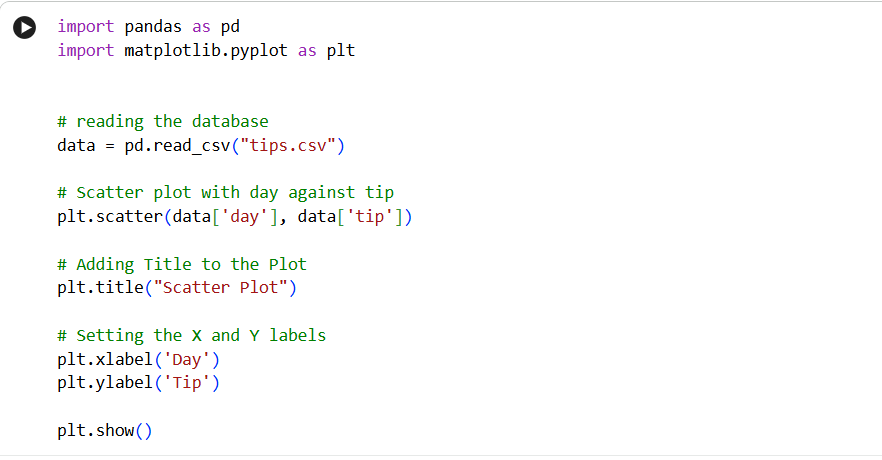 import pandas as pd
import matplotlib.pyplot as plt
# reading the database
data = pd.read_csv("tips.csv")
# Scatter plot with day against tip
plt.scatter(data['day'], data['tip'])
# Adding Title to the Plot
plt.title("Scatter Plot")
# Setting the X and Y labels
plt.xlabel('Day')
plt.ylabel('Tip')
plt.show()